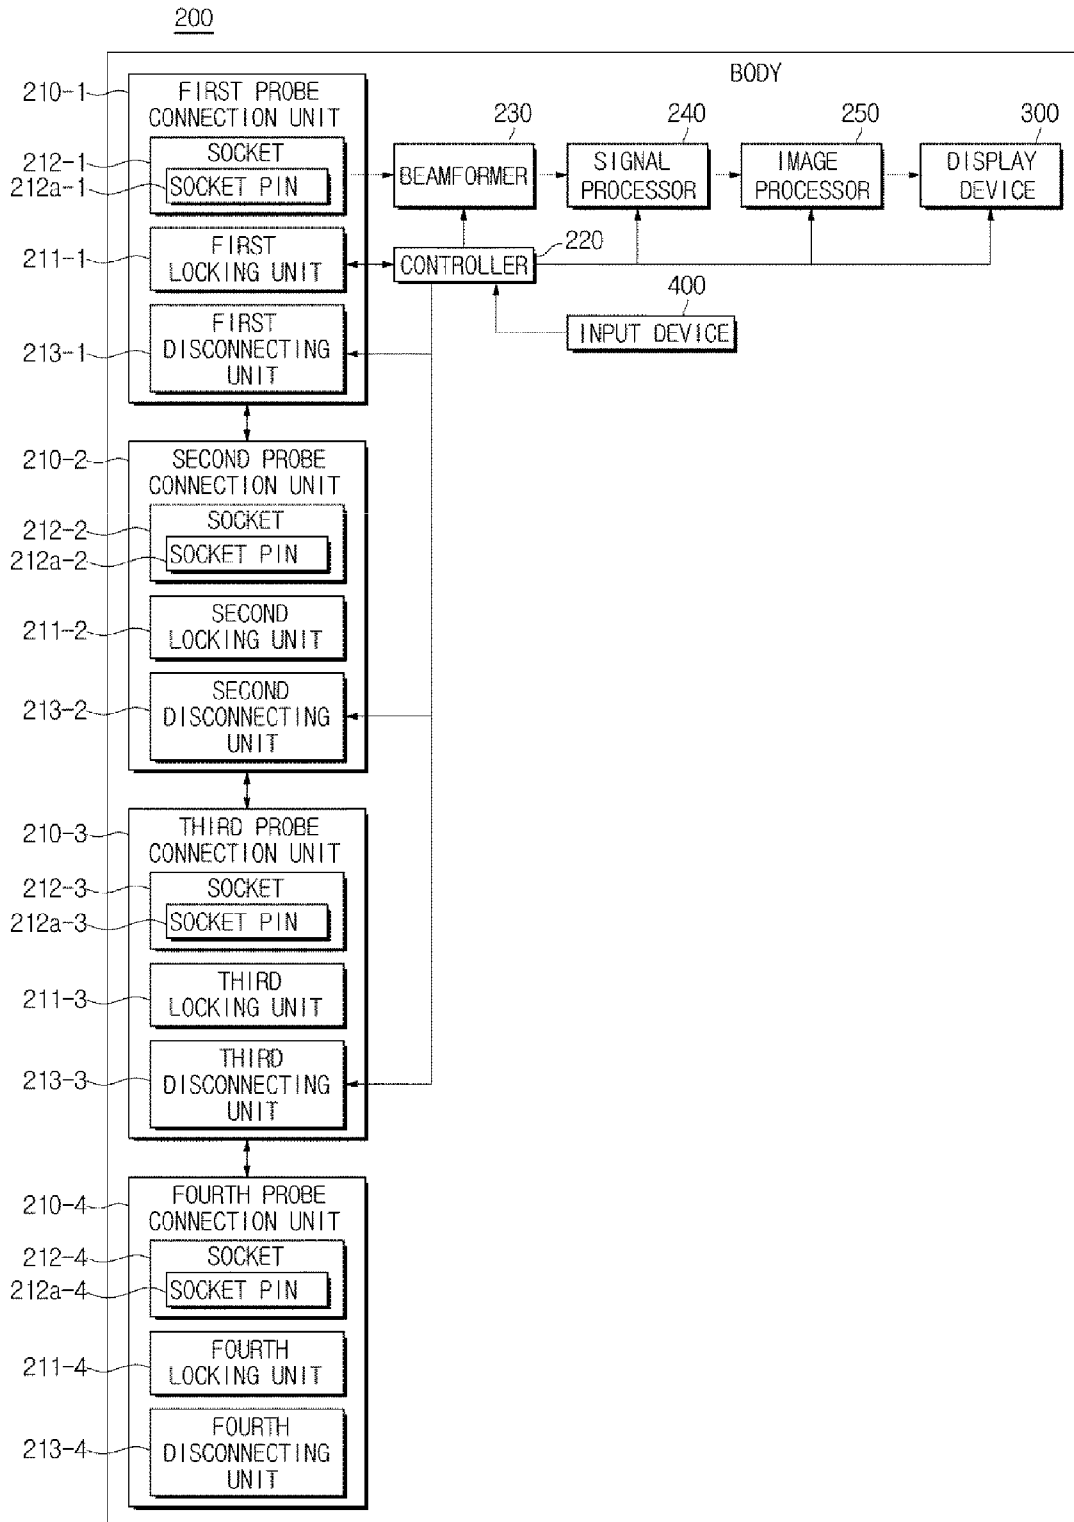 200
BODY
210-1
FIRST PROBE
CONNECTION UNIT
212-1
SOCKET
212a-1
SOCKET PIN
211-1
FIRST
LOCKING UNIT
213-1
FIRST
DISCONNECTING
UNIT
230
BEAMFORMER
240
SIGNAL
PROCESSOR
250
IMAGE
PROCESSOR
300
DISPLAY
DEVICE
220
CONTROLLER
400
INPUT DEVICE
210-2
SECOND PROBE
CONNECTION UNIT
212-2
SOCKET
212a-2
SOCKET PIN
211-2
SECOND
LOCKING UNIT
213-2
SECOND
DISCONNECTING
UNIT
210-3
THIRD PROBE
CONNECTION UNIT
212-3
SOCKET
212a-3
SOCKET PIN
211-3
THIRD
LOCKING UNIT
213-3
THIRD
DISCONNECTING
UNIT
210-4
FOURTH PROBE
CONNECTION UNIT
212-4
SOCKET
212a-4
SOCKET PIN
211-4
FOURTH
LOCKING UNIT
213-4
FOURTH
DISCONNECTING
UNIT